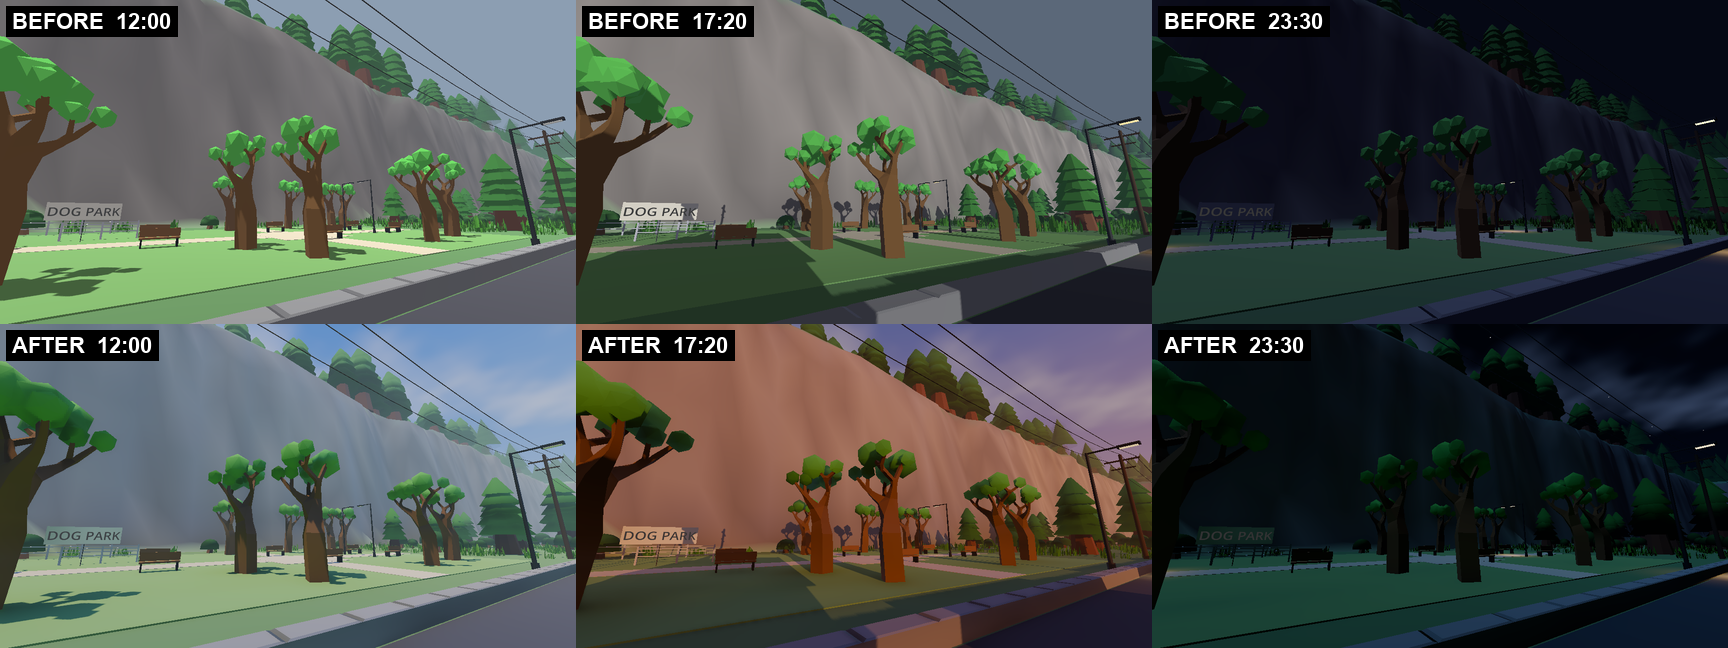 BEFORE 12:00
BEFORE 17:20
BEFORE 23:30
DOG PARK
DOG PARK
DOG PARK
AFTER 12:00
AFTER 17:20
AFTER 23:30
DOG PARK
DOG PARK
DOG PARK